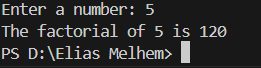 Enter a number: 5
The factorial of 5 is 120
PS D:\Elias Melhem>